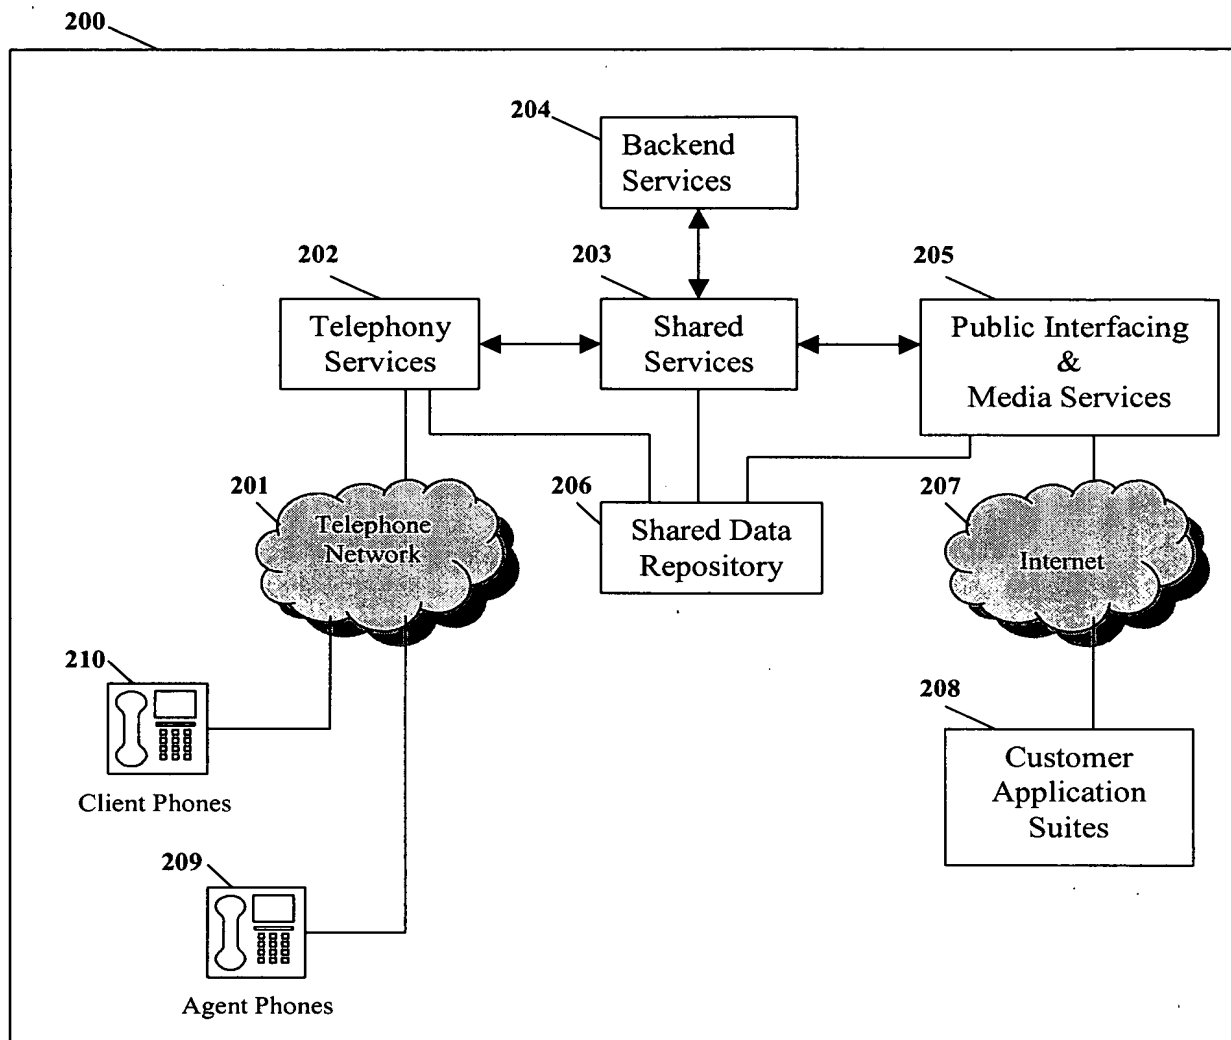 200
204
Backend
Services
202
203
205
Telephony
Services
Shared
Services
Public Interfacing
&
Media Services
201
Telephone
Network
206
Shared Data
Repository
207
Internet
210
Client Phones
208
Customer
Application
Suites
209
Agent Phones